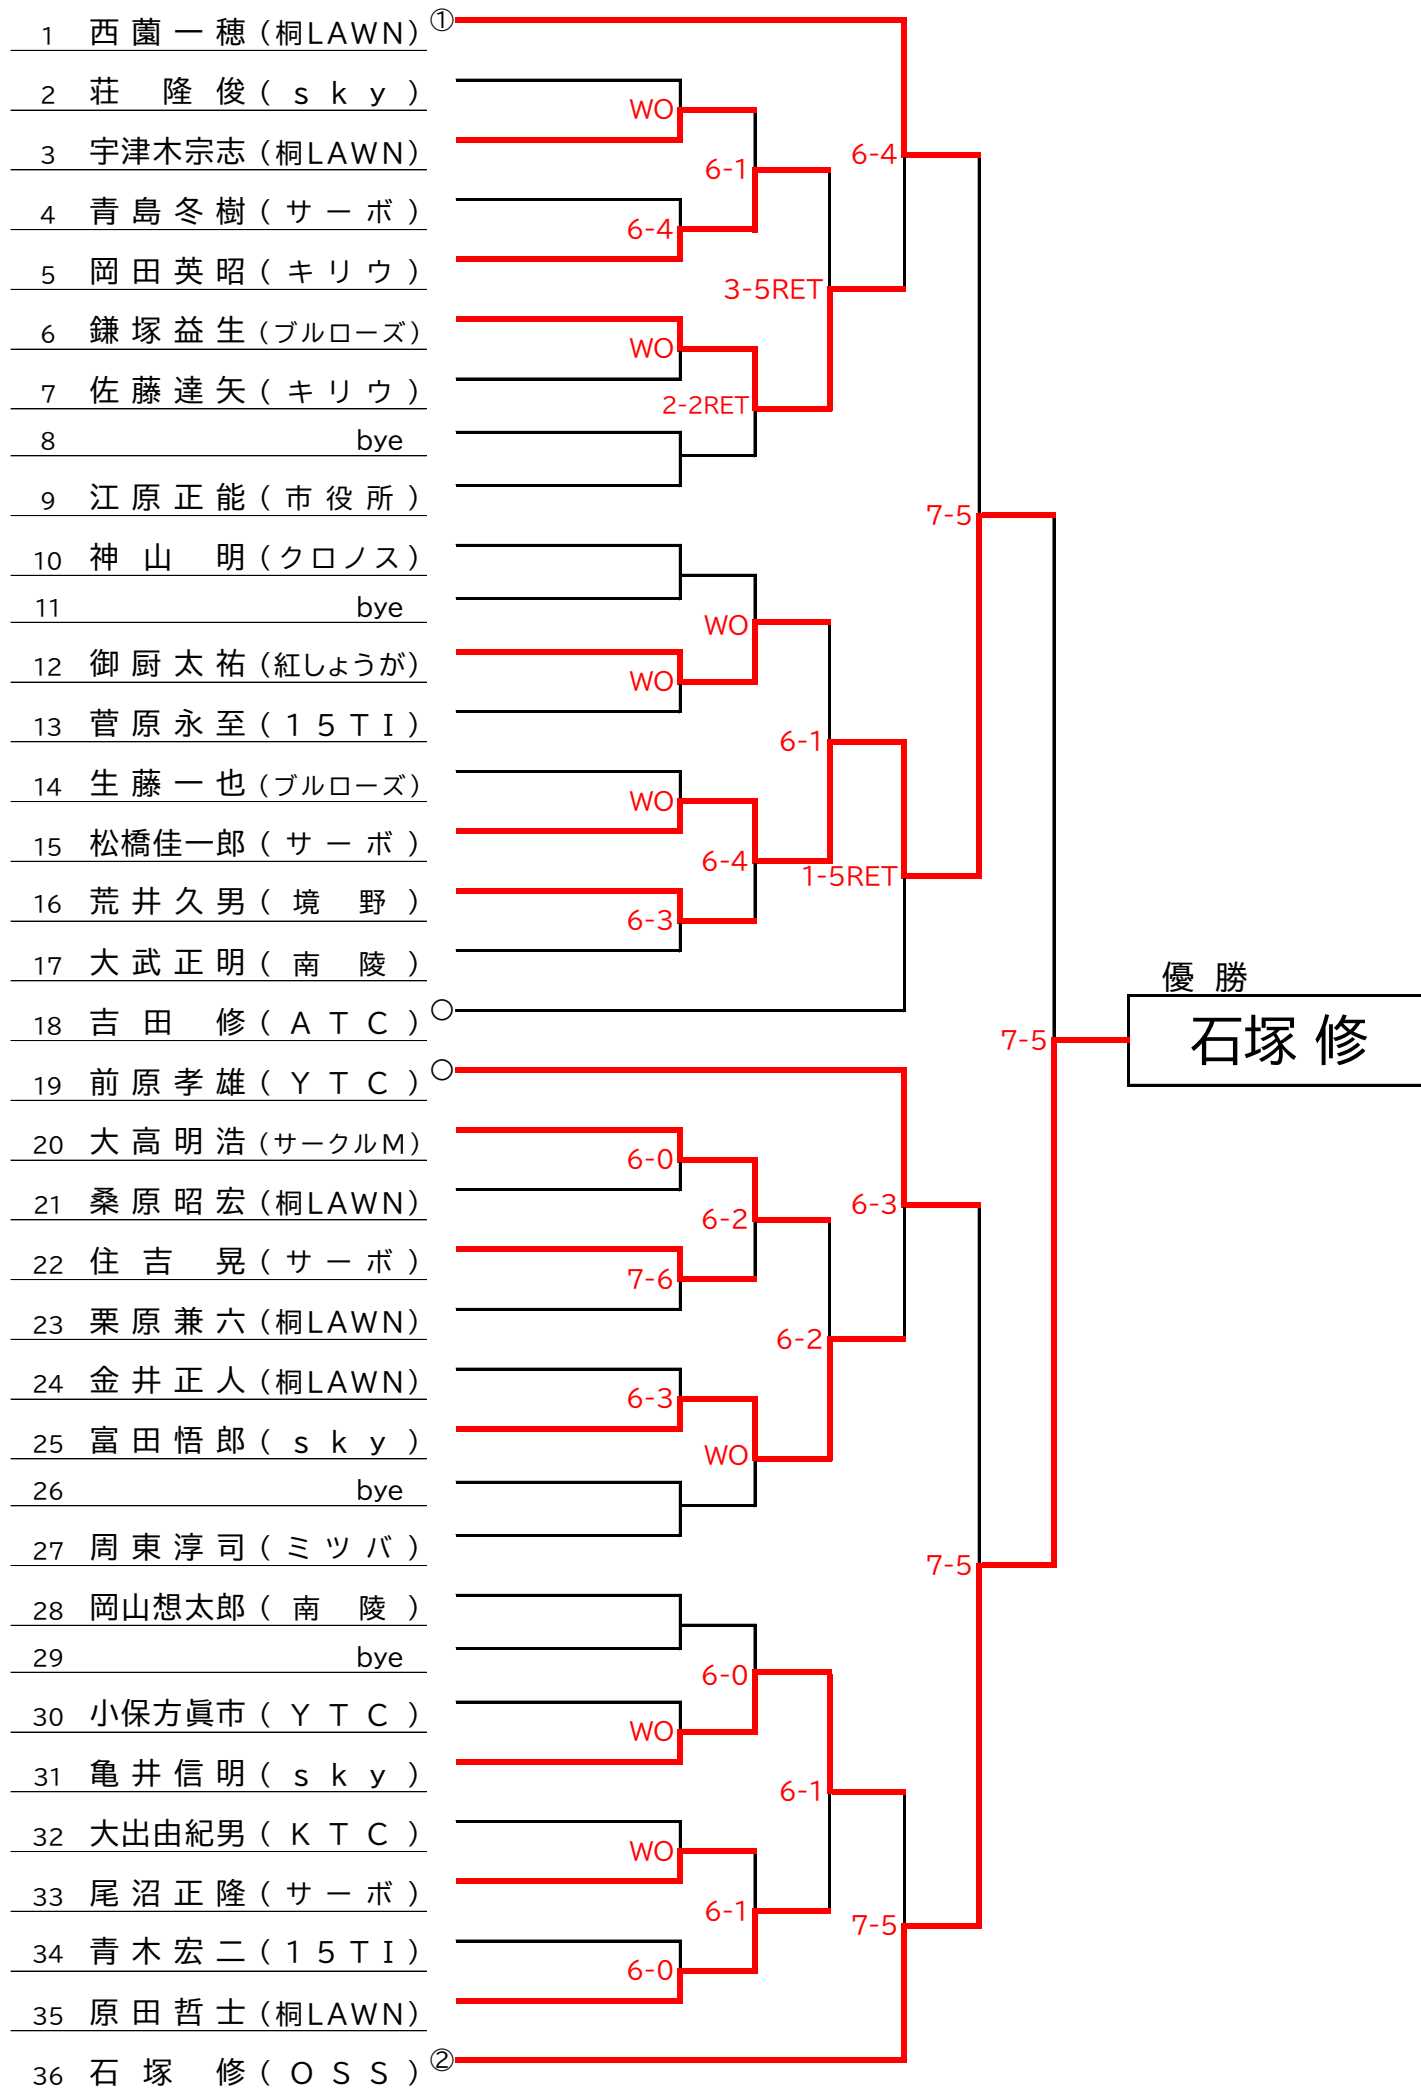 1 西薗一穂(桐LAWN) ①
2 荘 隆俊(sky)
WO
3 宇津木宗志(桐LAWN)
6-4
6-1
4 青島冬樹(サーボ)
6-4
5 岡田英昭(キリウ)
3-5RET
6 鎌塚益生(ブルローズ)
WO
7 佐藤達矢(キリウ)
2-2RET
8 bye
9 江原正能(市役所)
7-5
10 神山 明(クロノス)
11 bye
WO
12 御厨太祐(紅しょうが)
WO
13 菅原永至(15TI)
6-1
14 生藤一也(ブルローズ)
WO
15 松橋佳一郎(サーボ)
6-4
1-5RET
16 荒井久男(境野)
6-3
17 大武正明(南陵)
優勝
18 吉田 修(ATC) ○
7-5
石塚 修
19 前原孝雄(YTC) ○
20 大高明浩(サークルM)
6-0
21 桑原昭宏(桐LAWN)
6-3
6-2
22 住吉 晃(サーボ)
7-6
23 栗原兼六(桐LAWN)
6-2
24 金井正人(桐LAWN)
6-3
25 富田悟郎(sky)
WO
26 bye
27 周東淳司(ミツバ)
7-5
28 岡山想太郎(南陵)
29 bye
6-0
30 小保方眞市(YTC)
WO
31 亀井信明(sky)
6-1
32 大出由紀男(KTC)
WO
33 尾沼正隆(サーボ)
6-1
7-5
34 青木宏二(15TI)
6-0
35 原田哲士(桐LAWN)
36 石塚 修(OSS) ②